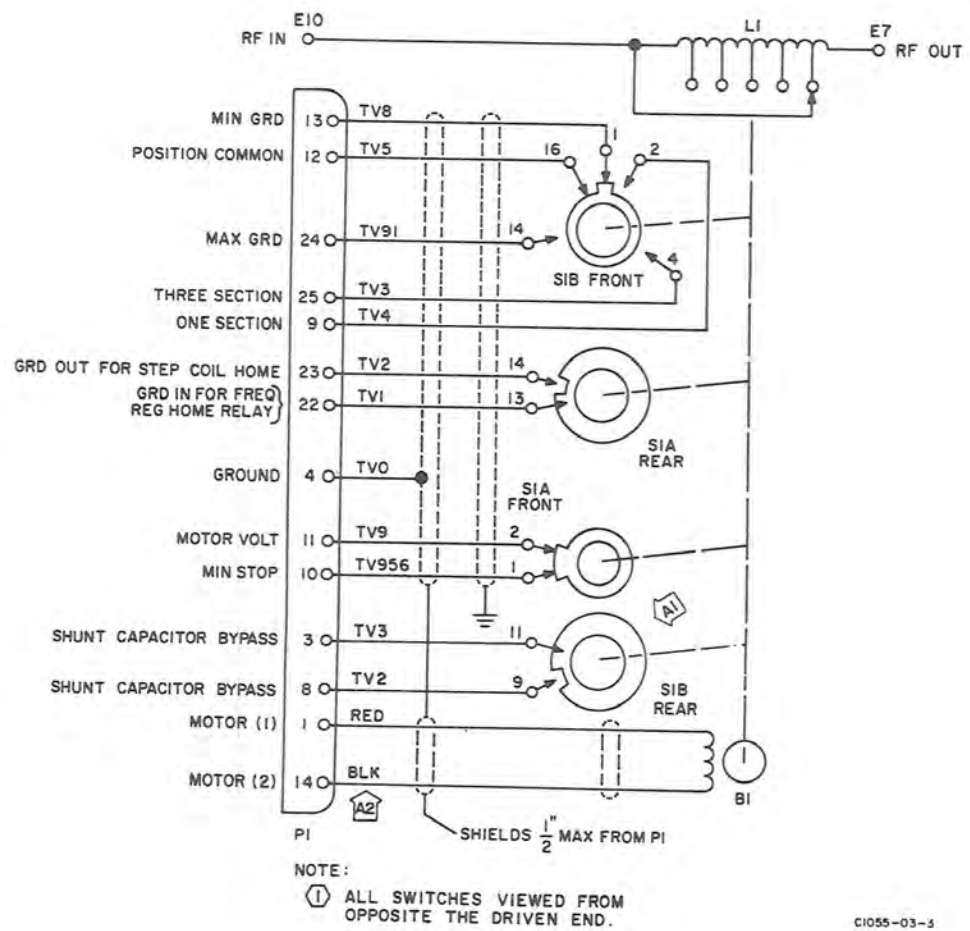 E10
RF IN
L1
E7
RF OUT
MIN GRD 13 TV8
1
POSITION COMMON 12 TV5
16
2
MAX GRD 24 TV91
14
4
S1B FRONT
THREE SECTION 25 TV3
ONE SECTION 9 TV4
GRD OUT FOR STEP COIL HOME 23 TV2
14
GRD IN FOR FREQ
REG HOME RELAY 22 TV1
13
S1A
REAR
GROUND 4 TV0
S1A
FRONT
MOTOR VOLT 11 TV9
2
MIN STOP 10 TV956
1
A1
SHUNT CAPACITOR BYPASS 3 TV3
11
SHUNT CAPACITOR BYPASS 8 TV2
9
S1B
REAR
MOTOR (1) 1 RED
MOTOR (2) 14 BLK
A2
B1
P1
SHIELDS 1/2" MAX FROM P1
NOTE:
1 ALL SWITCHES VIEWED FROM
OPPOSITE THE DRIVEN END.
C1055-03-3